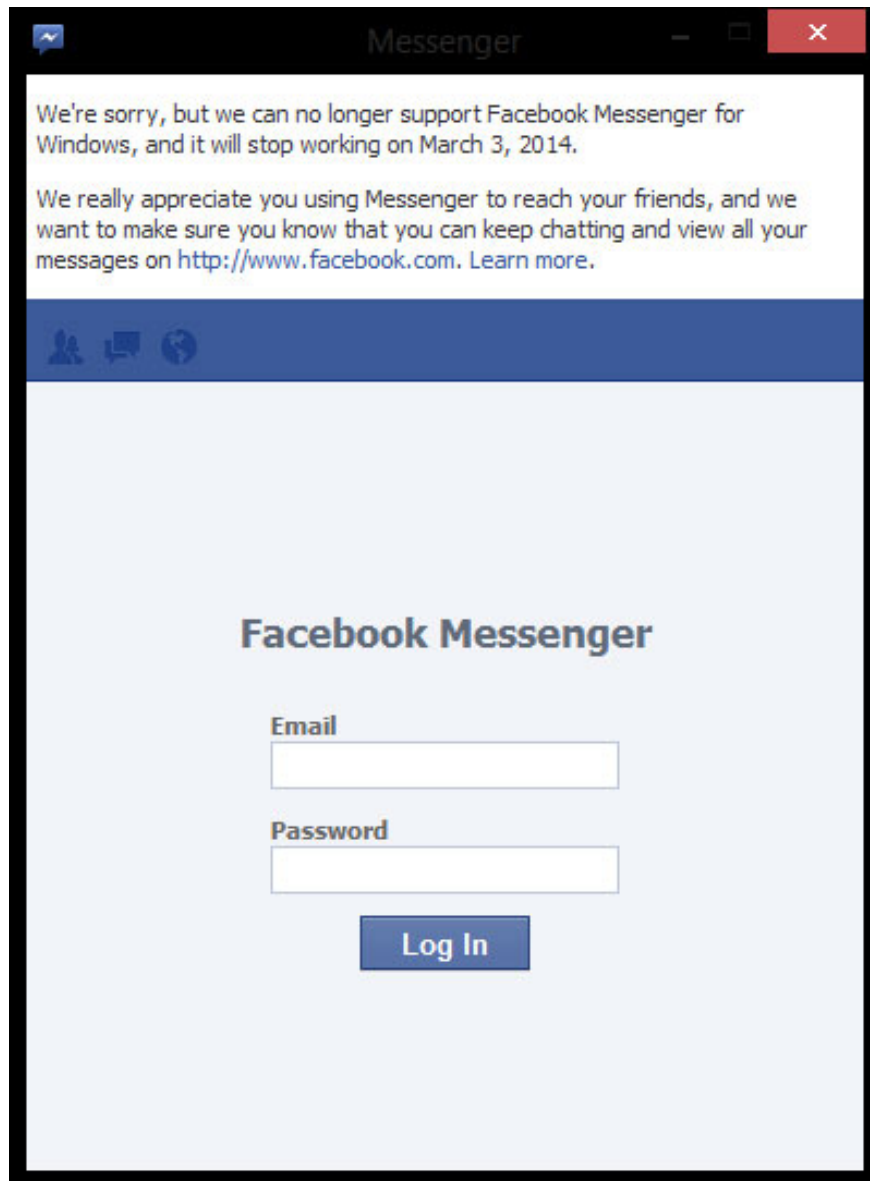 Messenger
We're sorry, but we can no longer support Facebook Messenger for
Windows, and it will stop working on March 3, 2014.
We really appreciate you using Messenger to reach your friends, and we
want to make sure you know that you can keep chatting and view all your
messages on http://www.facebook.com. Learn more.
Facebook Messenger
Email
Password
Log In